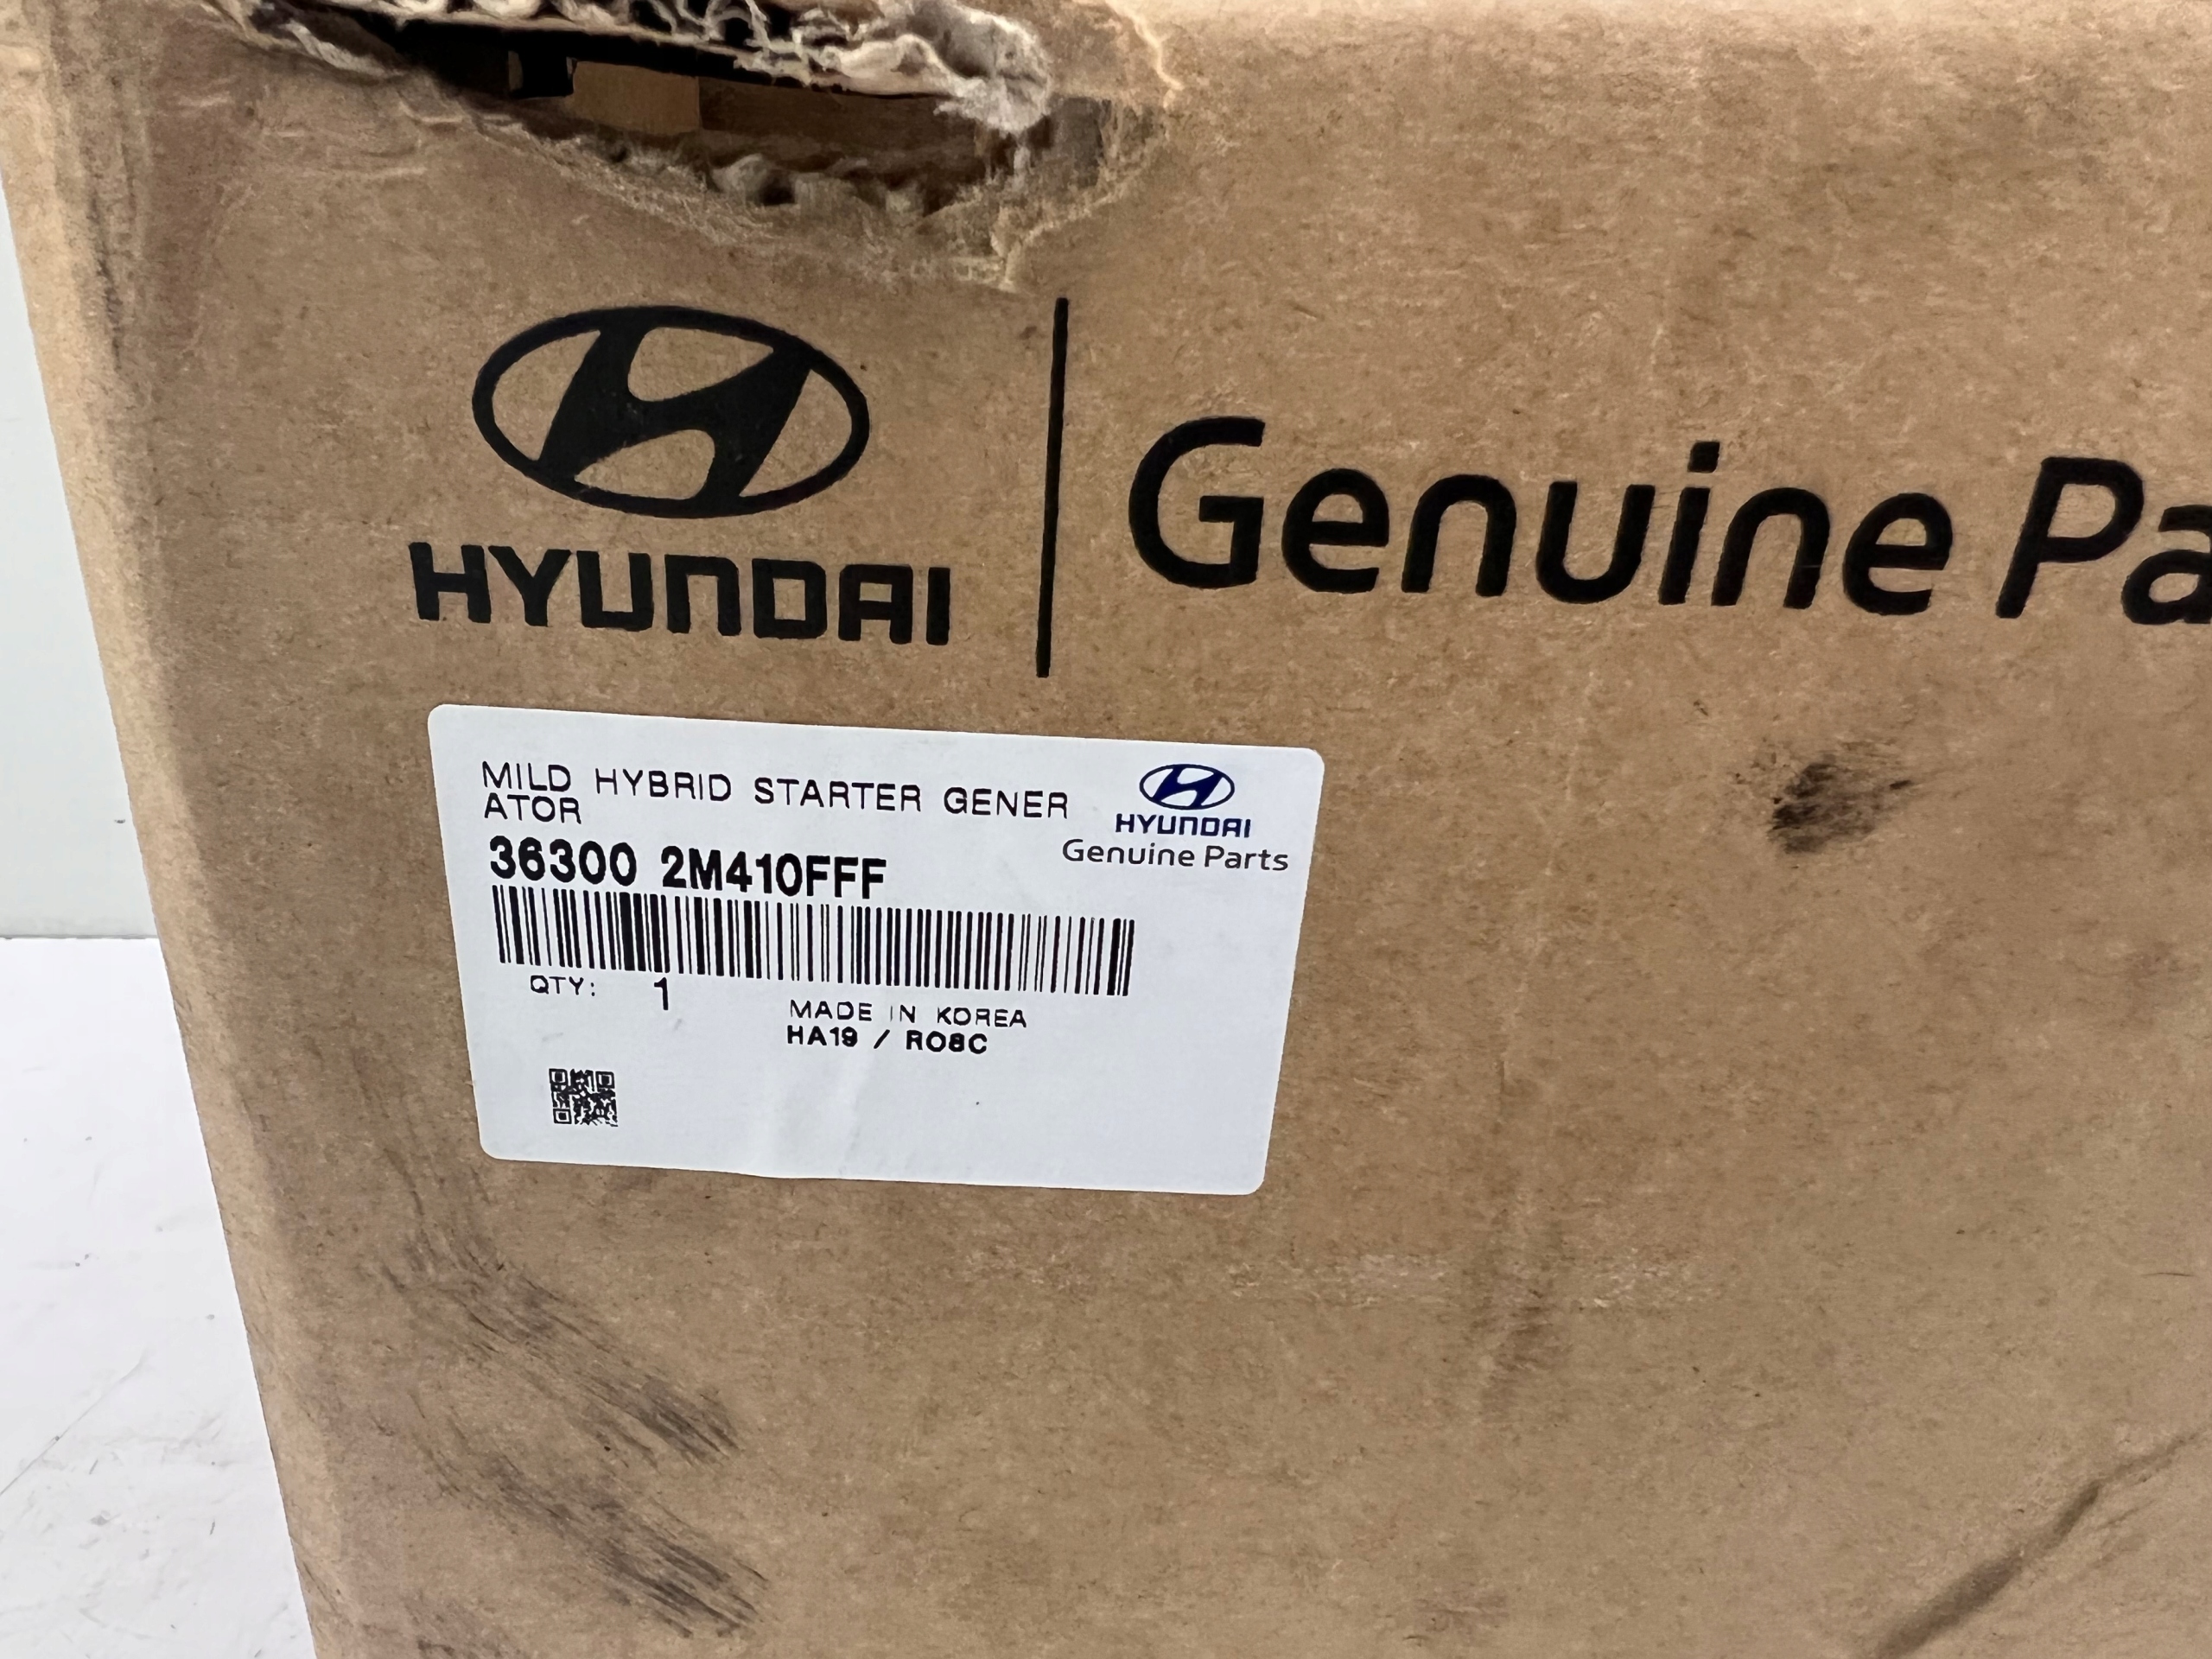 HYUNDAI
Genuine Pa
MILD HYBRID STARTER GENER
ATOR
HYUNDAI
Genuine Parts
36300 2M410FFF
QTY: 1
MADE IN KOREA
HA19 / RO8C